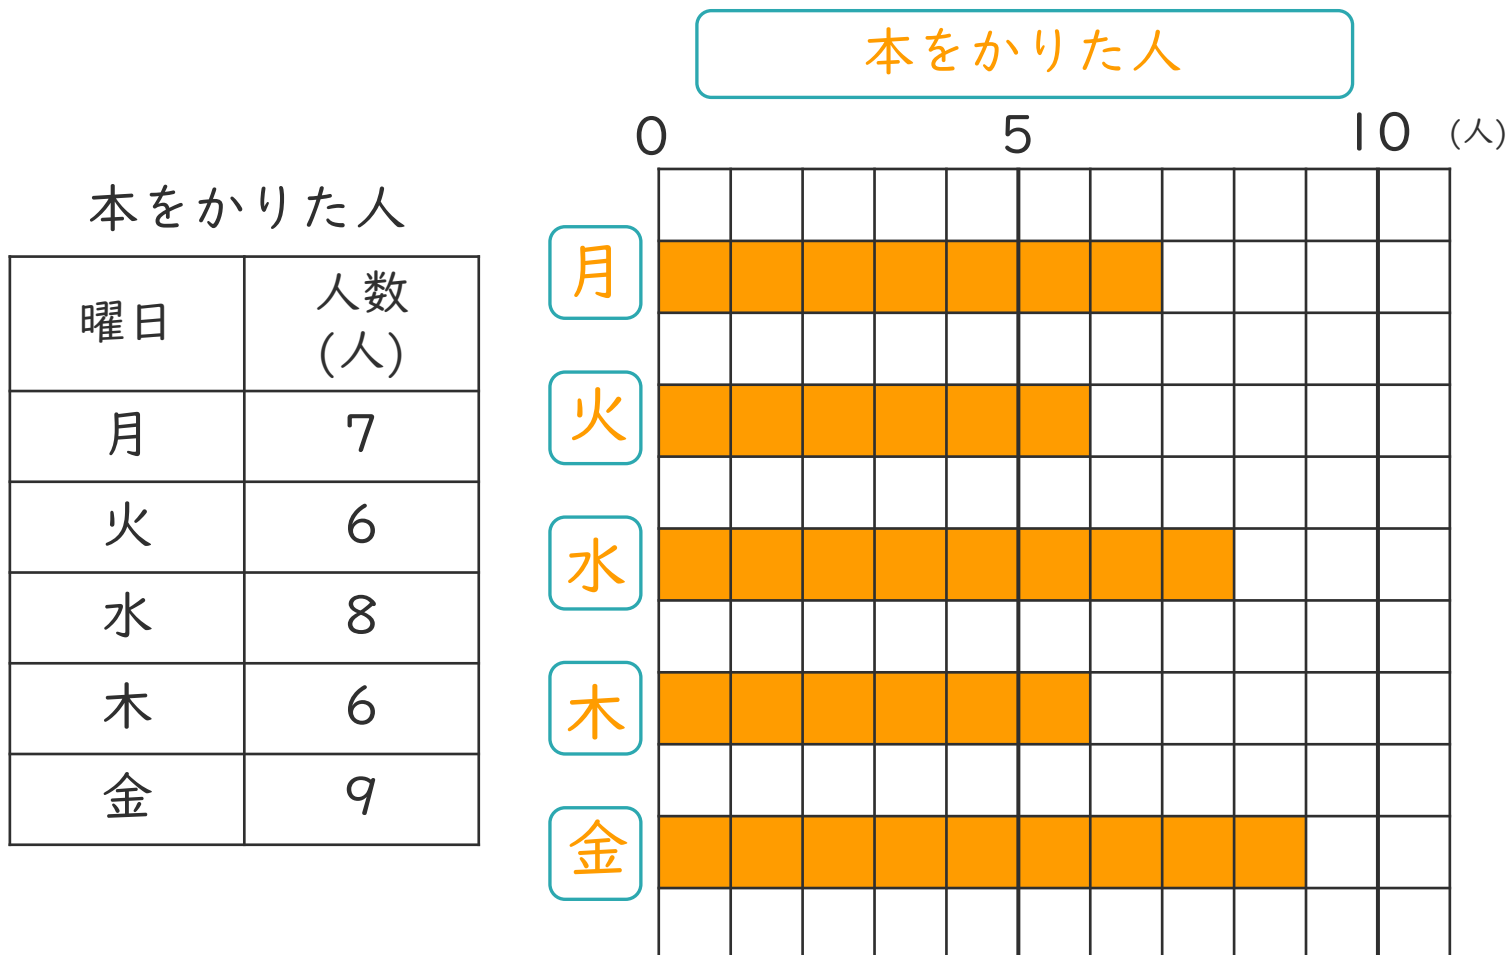 本をかりた人
曜日 人数
(人)
月 7
火 6
水 8
木 6
金 9
本をかりた人
0 5 10 (人)
月
火
水
木
金